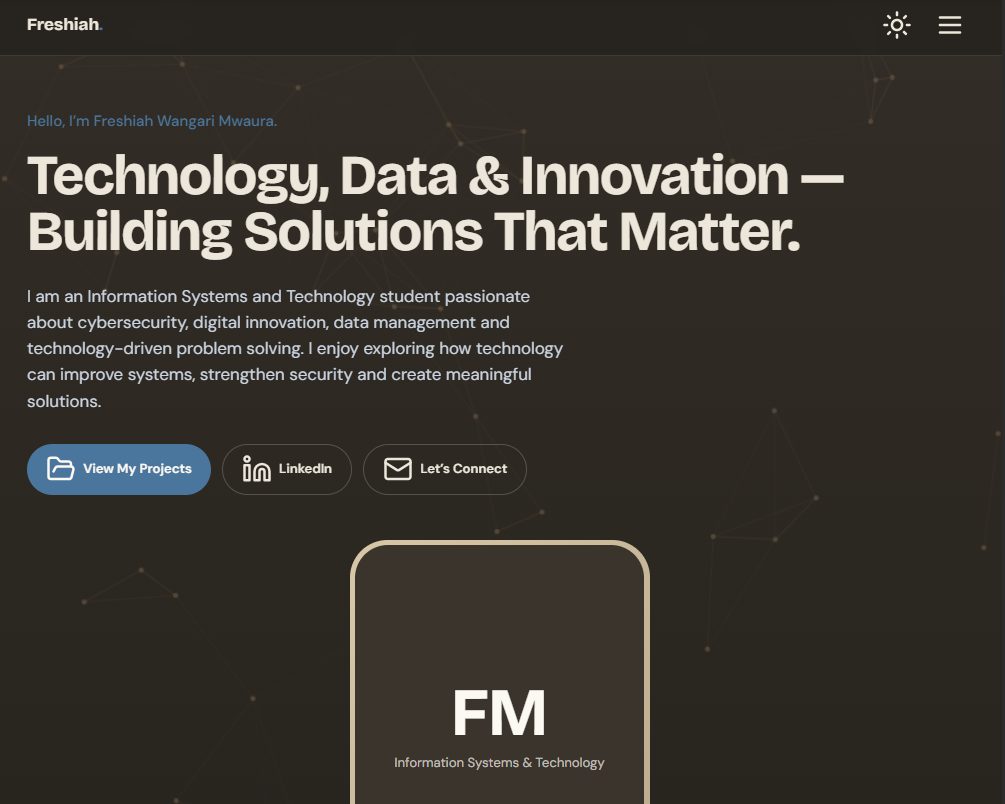 Freshiah.
Hello, I’m Freshiah Wangari Mwaura.
Technology, Data & Innovation —
Building Solutions That Matter.
I am an Information Systems and Technology student passionate
about cybersecurity, digital innovation, data management and
technology-driven problem solving. I enjoy exploring how technology
can improve systems, strengthen security and create meaningful
solutions.
View My Projects
LinkedIn
Let’s Connect
FM
Information Systems & Technology